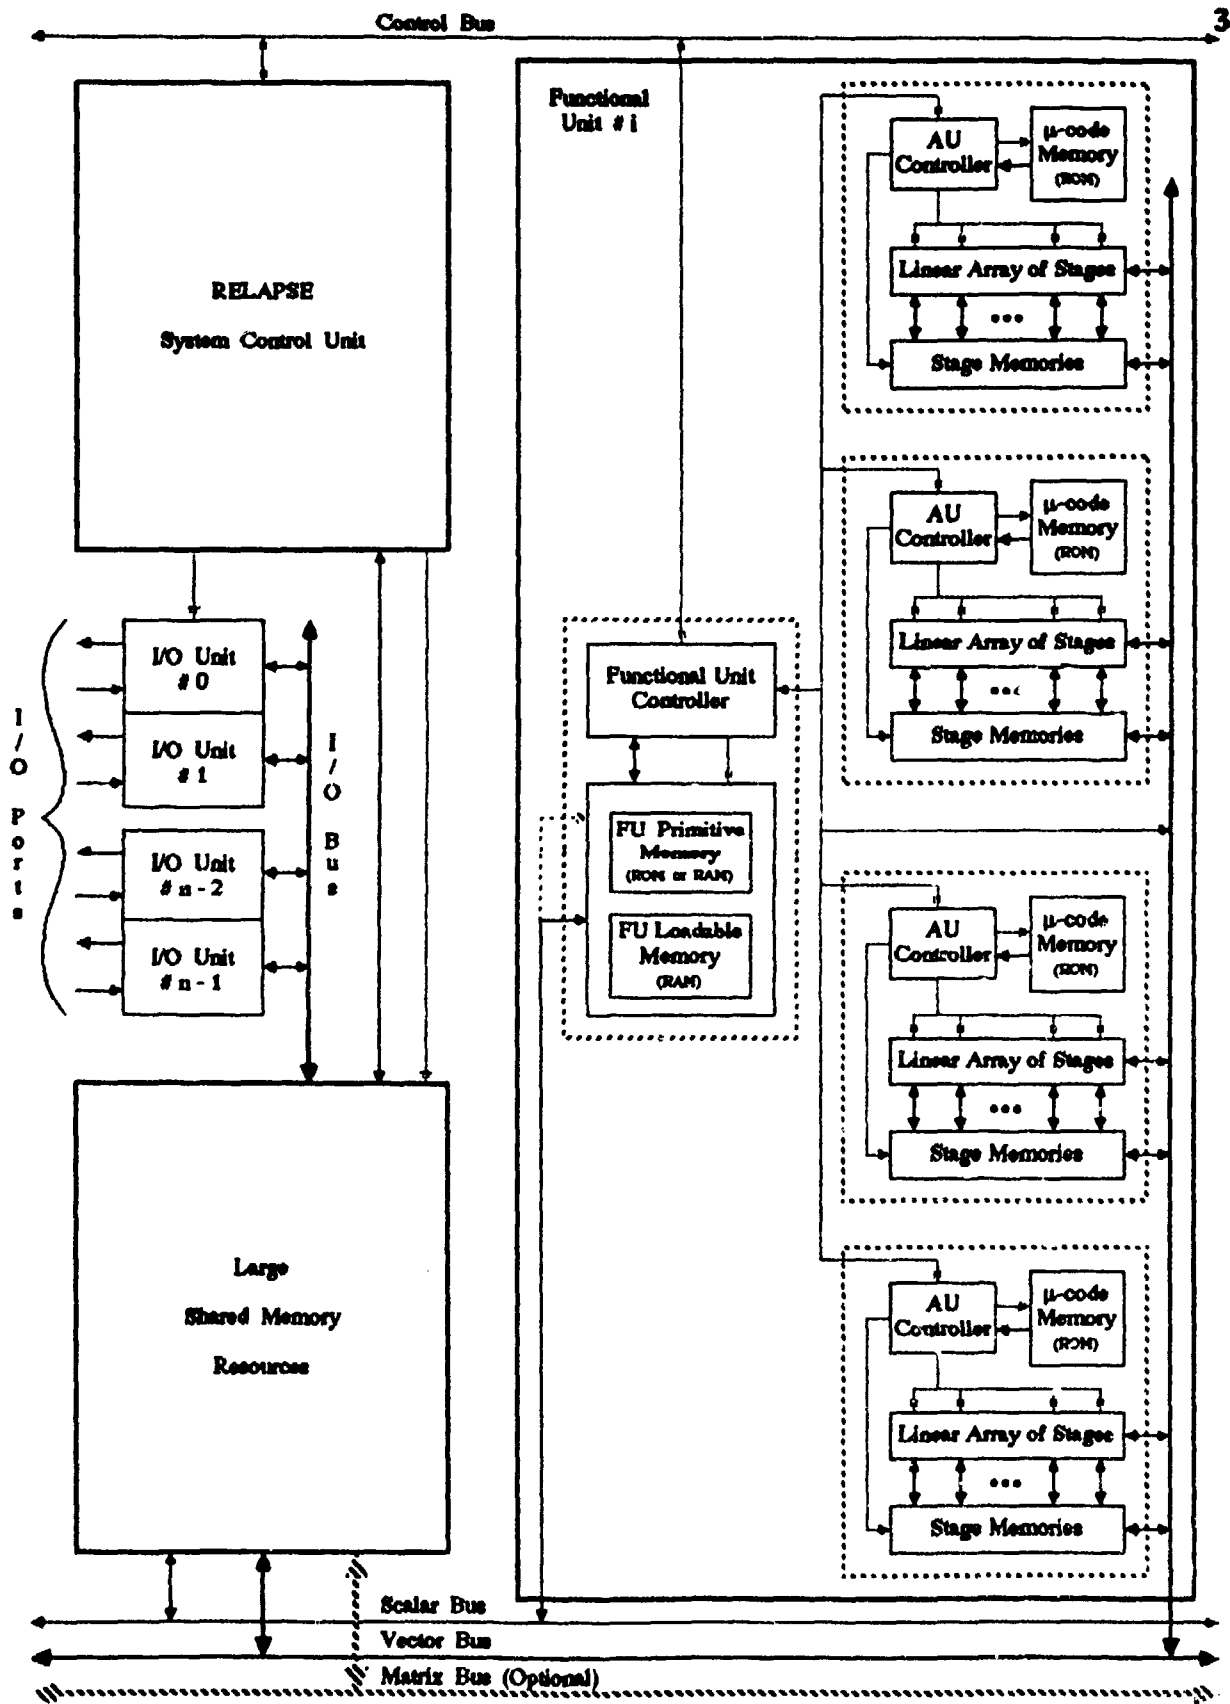 3
Control Bus
RELAPSE
System Control Unit
I/O Ports
I/O Unit
# 0
I/O Unit
# 1
I/O Unit
# n - 2
I/O Unit
# n - 1
I/O Bus
Large
Shared Memory
Resources
Functional
Unit # i
Functional Unit
Controller
FU Primitive
Memory
(ROM or RAM)
FU Loadable
Memory
(RAM)
AU
Controller
μ-code
Memory
(ROM)
Linear Array of Stages
•••
Stage Memories
AU
Controller
μ-code
Memory
(ROM)
Linear Array of Stages
•••
Stage Memories
AU
Controller
μ-code
Memory
(ROM)
Linear Array of Stages
•••
Stage Memories
AU
Controller
μ-code
Memory
(ROM)
Linear Array of Stages
•••
Stage Memories
Scalar Bus
Vector Bus
Matrix Bus (Optional)